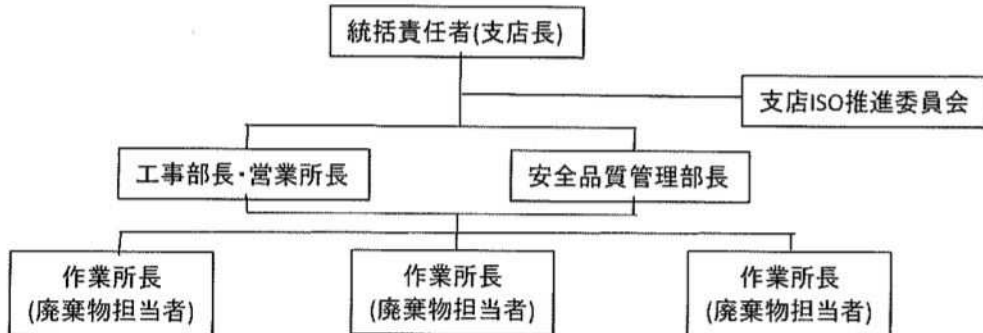 統括責任者(支店長)
支店ISO推進委員会
工事部長・営業所長
安全品質管理部長
作業所長
(廃棄物担当者)
作業所長
(廃棄物担当者)
作業所長
(廃棄物担当者)